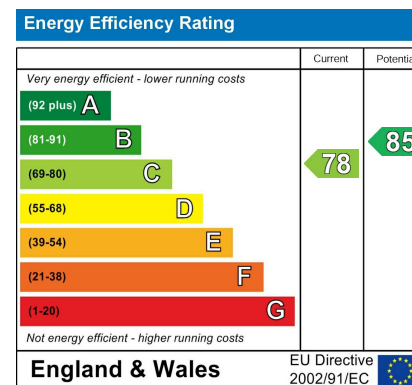 Energy Efficiency Rating
Current
Very energy efficient - lower running costs
(92 plus) A
(81-91) B
(69-80) C
(55-68) D
(39-54) E
(21-38) F
(1-20) G
78
85
Not energy efficient - higher running costs
England & Wales
EU Directive
2002/91/EC